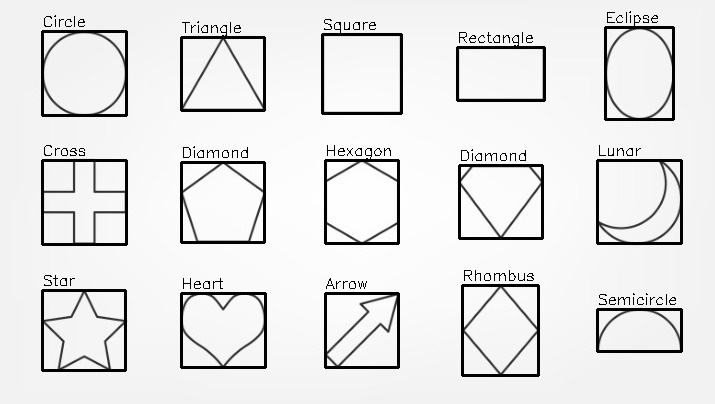 Circle
Triangle
Square
Rectangle
Eclipse
Cross
Diamond
Hexagon
Diamond
Lunar
Star
Heart
Arrow
Rhombus
Semicircle